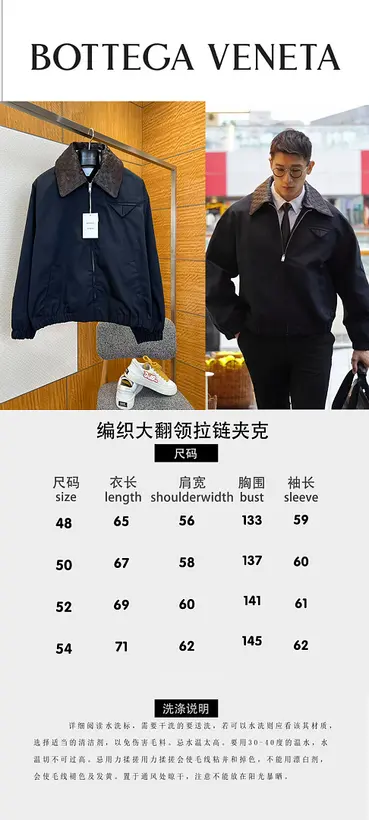 BOTTEGA VENETA
编织大翻领拉链夹克
尺码
尺码 衣长 肩宽 胸围 袖长
size length shoulderwidth bust sleeve
48 65 56 133 59
50 67 58 137 60
52 69 60 141 61
54 71 62 145 62
洗涤说明
详细阅读水洗标，需要干洗的要送洗，若可以水洗则应看该其材质，
选择适当的清洁剂，以免伤害毛料。总水温太高。要用30-40度的温水，水
温切不可过高。忌用力揉搓用力揉搓会使毛线粘并和掉色，不能用漂白剂，
会使毛线褪色及发黄。置于通风处晾干，注意不能放在阳光暴晒。